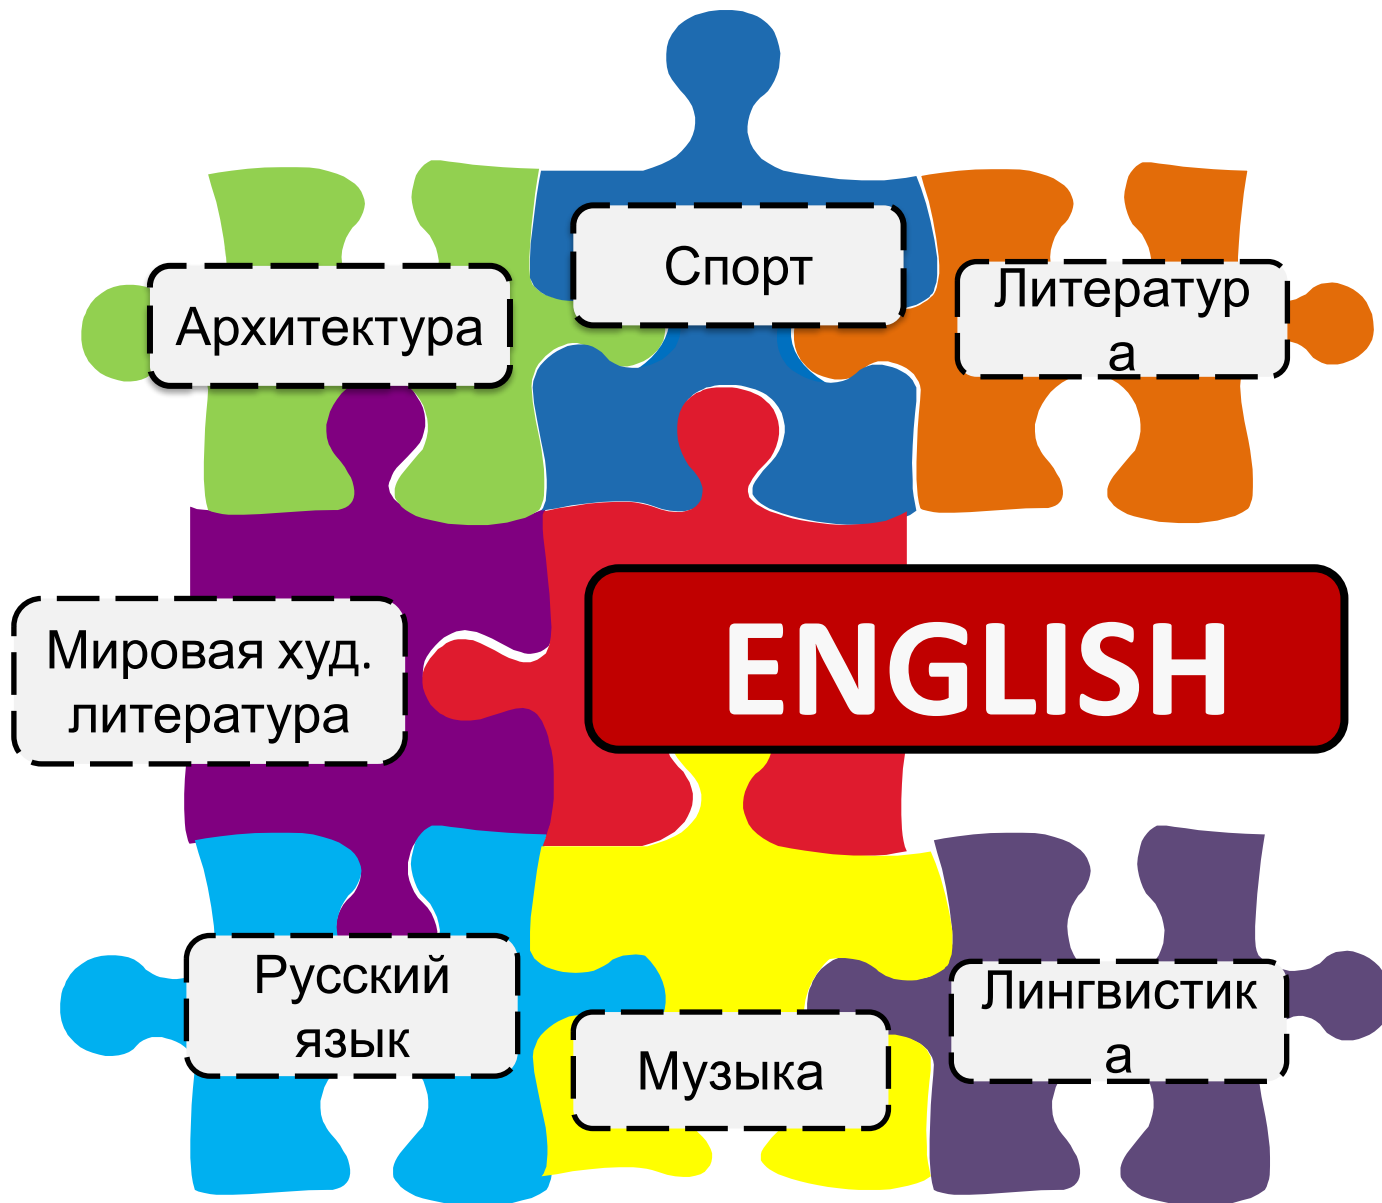 Спорт
Архитектура
Литератур
а
ENGLISH
Мировая худ.
литература
Русский
язык
Лингвистик
а
Музыка